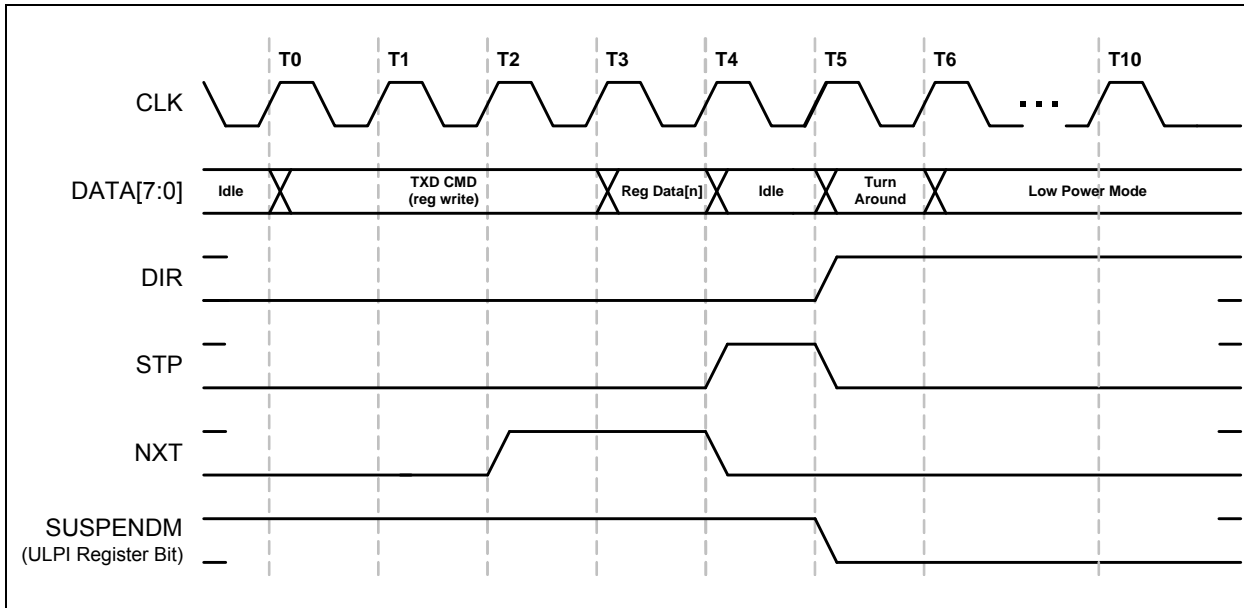 T0 T1 T2 T3 T4 T5 T6 T10
CLK
...
DATA[7:0]
Idle
TXD CMD
(reg write)
Reg Data[n]
Idle
Turn
Around
Low Power Mode
DIR
STP
NXT
SUSPENDM
(ULPI Register Bit)